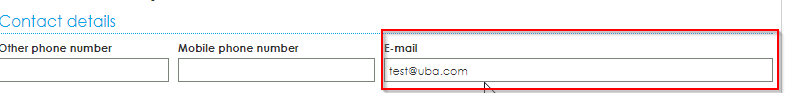 Contact details
Other phone number Mobile phone number E-mail
test@uba.com